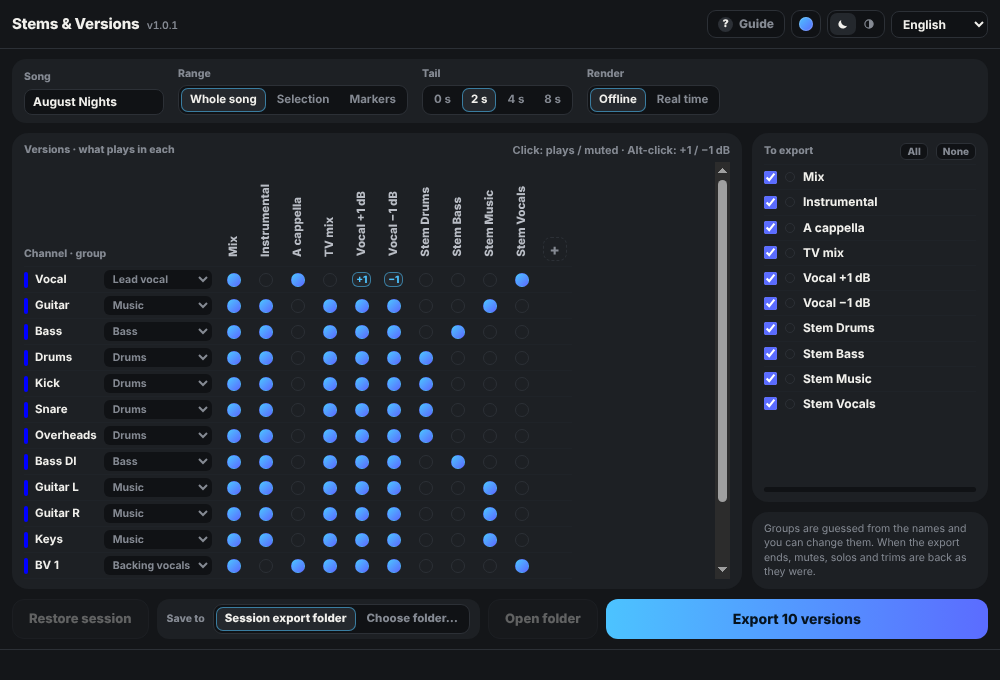 Stems & Versions v1.0.1
? Guide
English
Song
Range
Tail
Render
August Nights
Whole song Selection Markers
0 s 2 s 4 s 8 s
Offline Real time
Versions · what plays in each
Click: plays / muted · Alt-click: +1 / −1 dB
Channel · group
Mix
Instrumental
A cappella
TV mix
Vocal +1 dB
Vocal −1 dB
Stem Drums
Stem Bass
Stem Music
Stem Vocals
+
Vocal Lead vocal +1 −1
Guitar Music
Bass Bass
Drums Drums
Kick Drums
Snare Drums
Overheads Drums
Bass DI Bass
Guitar L Music
Guitar R Music
Keys Music
BV 1 Backing vocals
To export All None
Mix
Instrumental
A cappella
TV mix
Vocal +1 dB
Vocal −1 dB
Stem Drums
Stem Bass
Stem Music
Stem Vocals
Groups are guessed from the names and
you can change them. When the export
ends, mutes, solos and trims are back as
they were.
Restore session
Save to Session export folder Choose folder…
Open folder
Export 10 versions